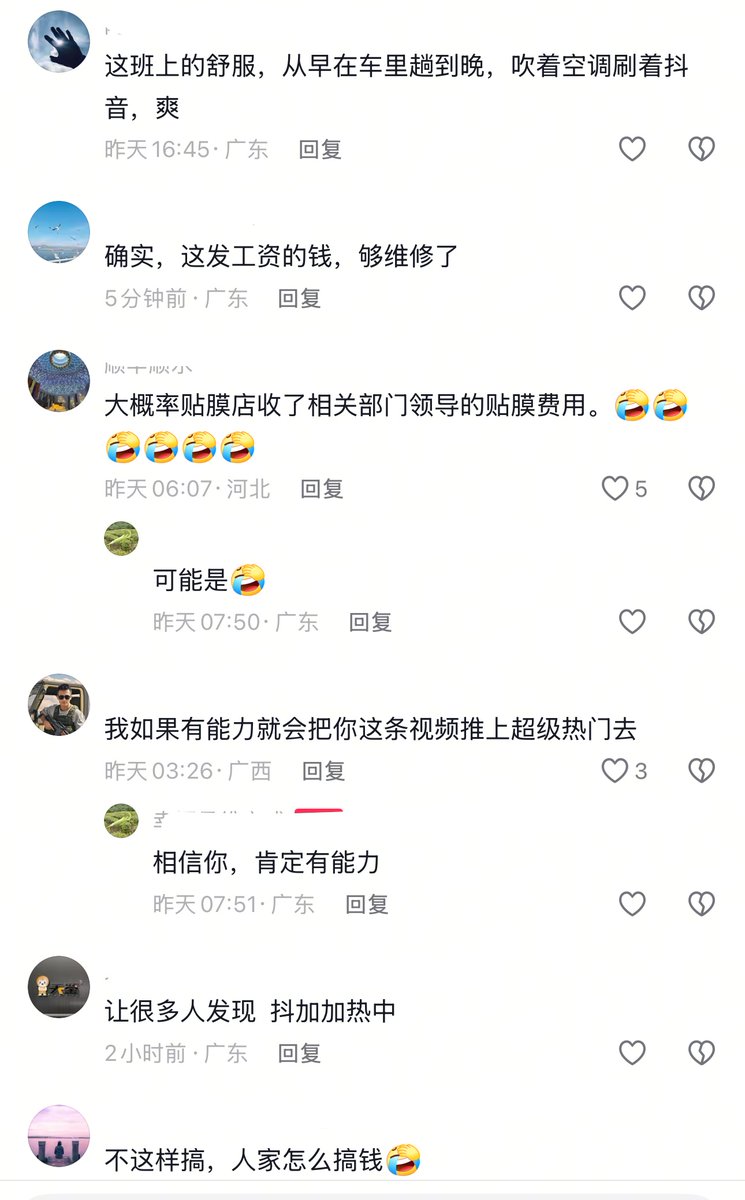 这班上的舒服，从早在车里趟到晚，吹着空调刷着抖
音，爽
昨天 16:45 · 广东 回复
确实，这发工资的钱，够维修了
5分钟前 · 广东 回复
大概率贴膜店收了相关部门领导的贴膜费用。🤣🤣
🤣🤣🤣🤣
昨天 06:07 · 河北 回复 5
可能是🤣
昨天 07:50 · 广东 回复
我如果有能力就会把你这条视频推上超级热门去
昨天 03:26 · 广西 回复 3
相信你，肯定有能力
昨天 07:51 · 广东 回复
让很多人发现 抖加加热中
2小时前 · 广东 回复
不这样搞，人家怎么搞钱🤣